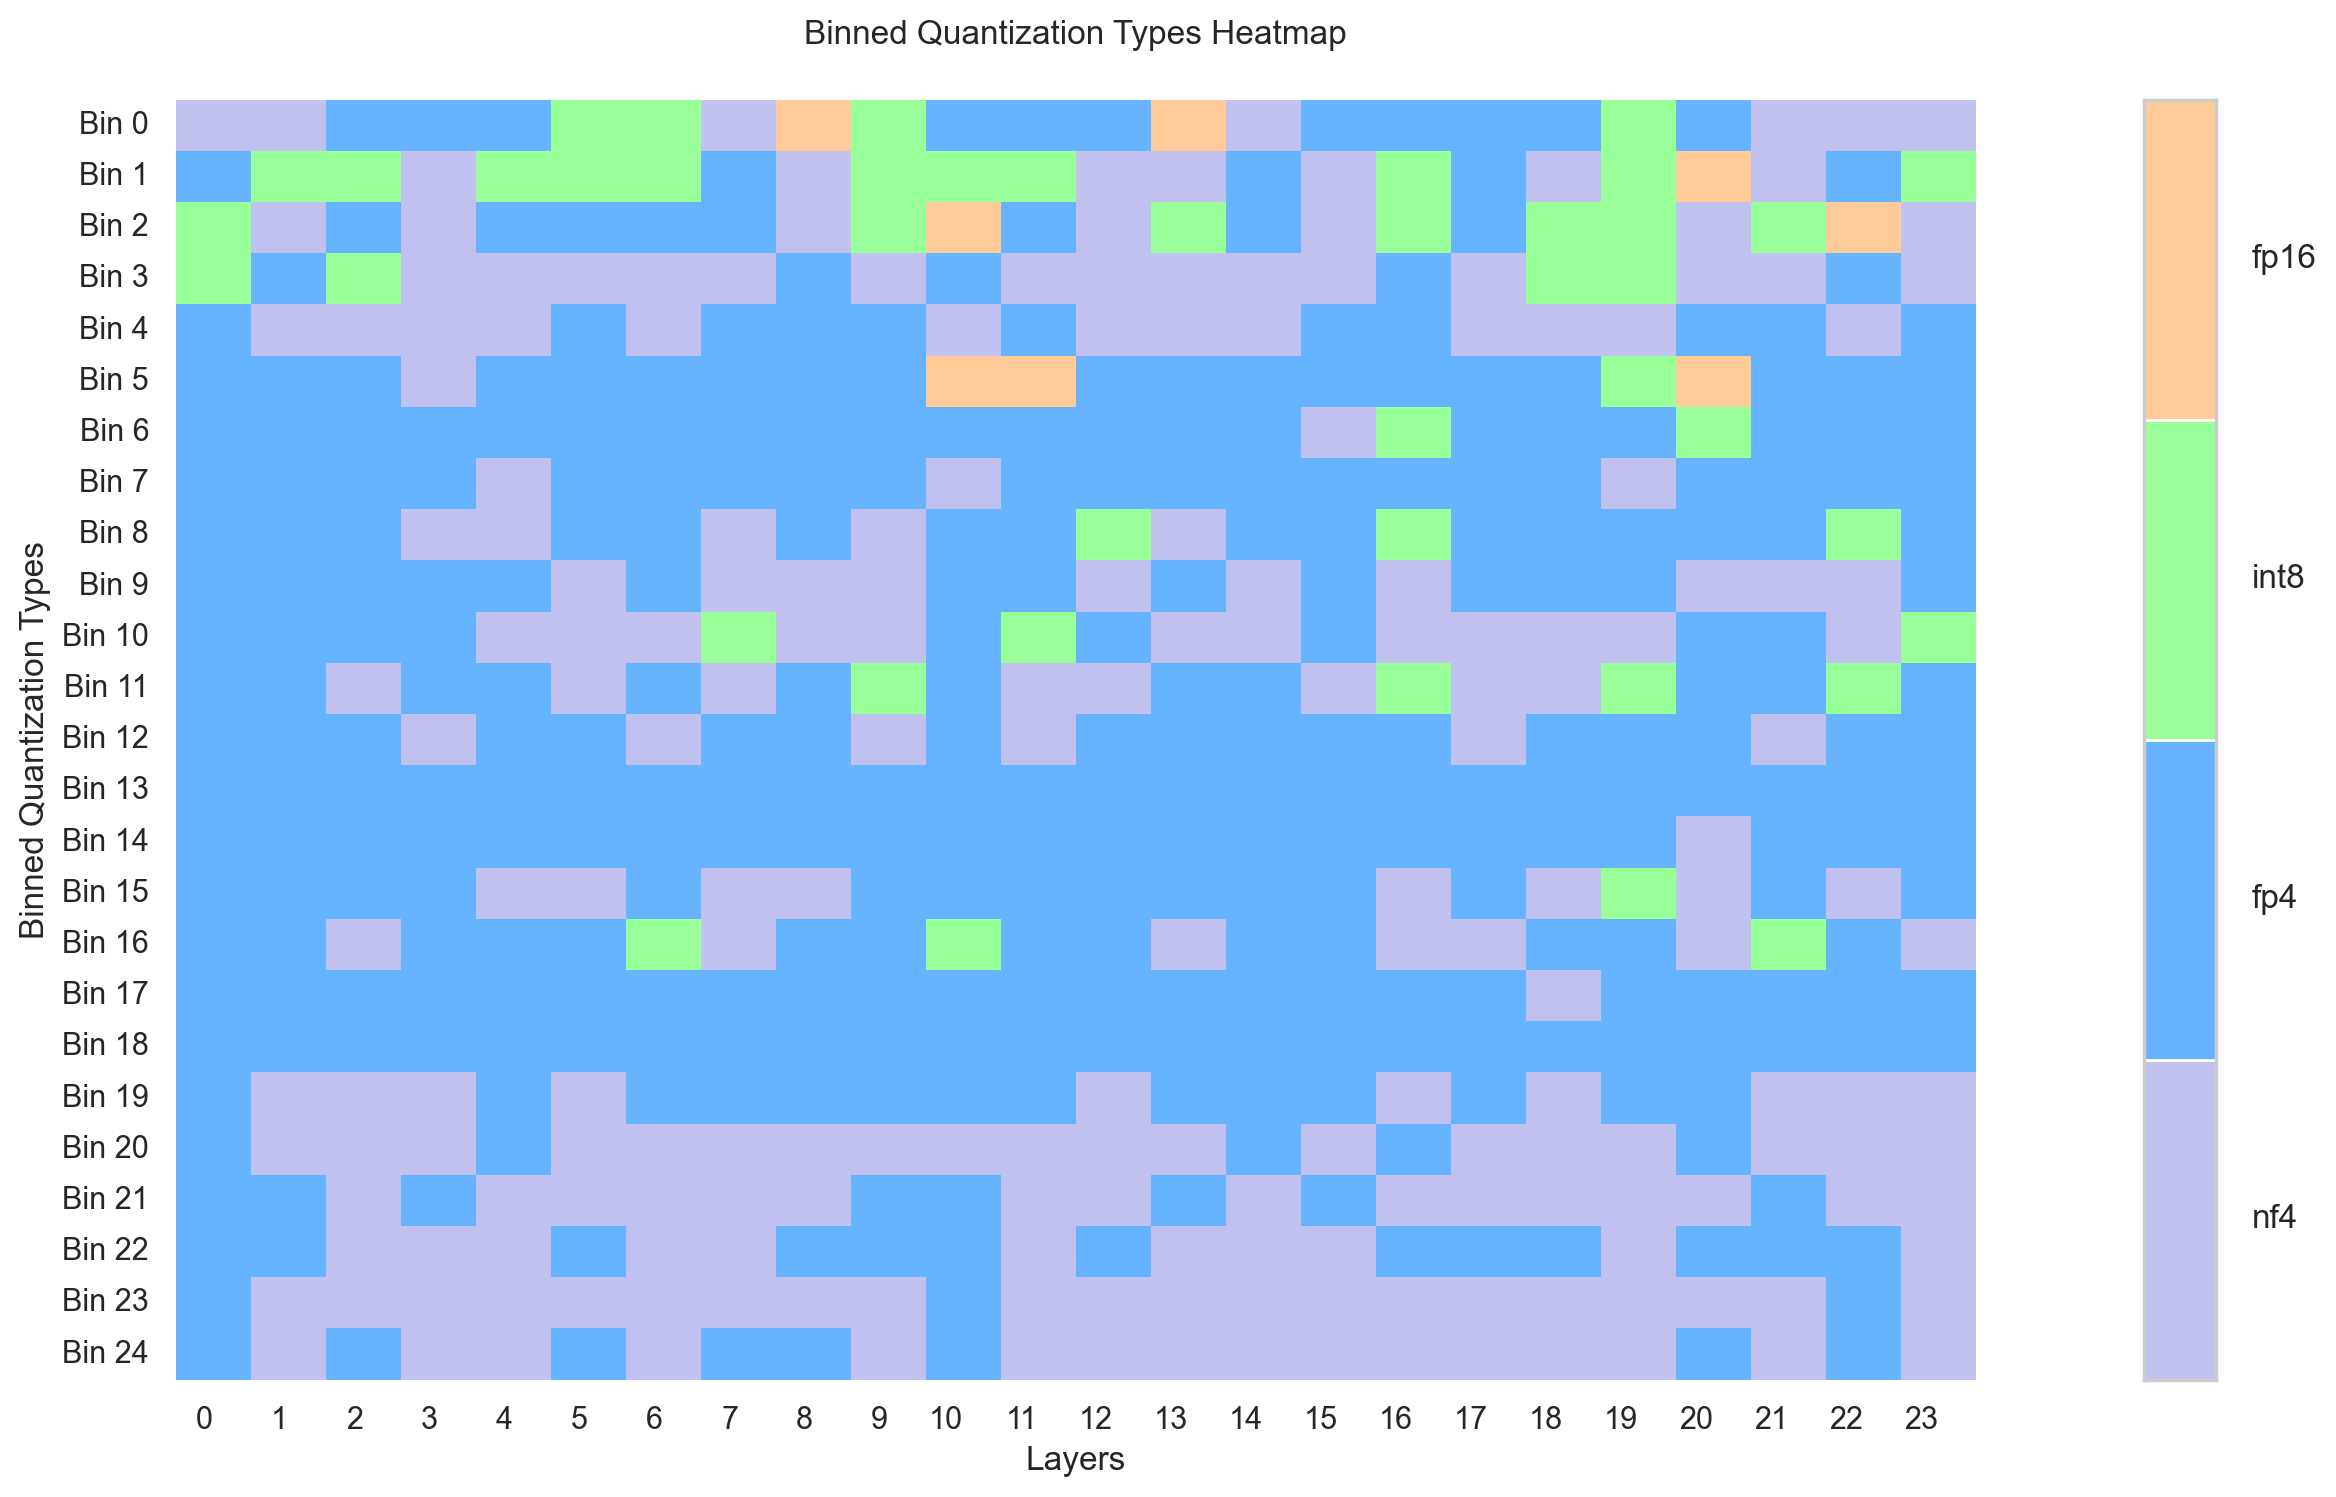 Binned Quantization Types Heatmap
Binned Quantization Types
Bin 0
Bin 1
Bin 2
Bin 3
Bin 4
Bin 5
Bin 6
Bin 7
Bin 8
Bin 9
Bin 10
Bin 11
Bin 12
Bin 13
Bin 14
Bin 15
Bin 16
Bin 17
Bin 18
Bin 19
Bin 20
Bin 21
Bin 22
Bin 23
Bin 24
0 1 2 3 4 5 6 7 8 9 10 11 12 13 14 15 16 17 18 19 20 21 22 23
Layers
fp16
int8
fp4
nf4